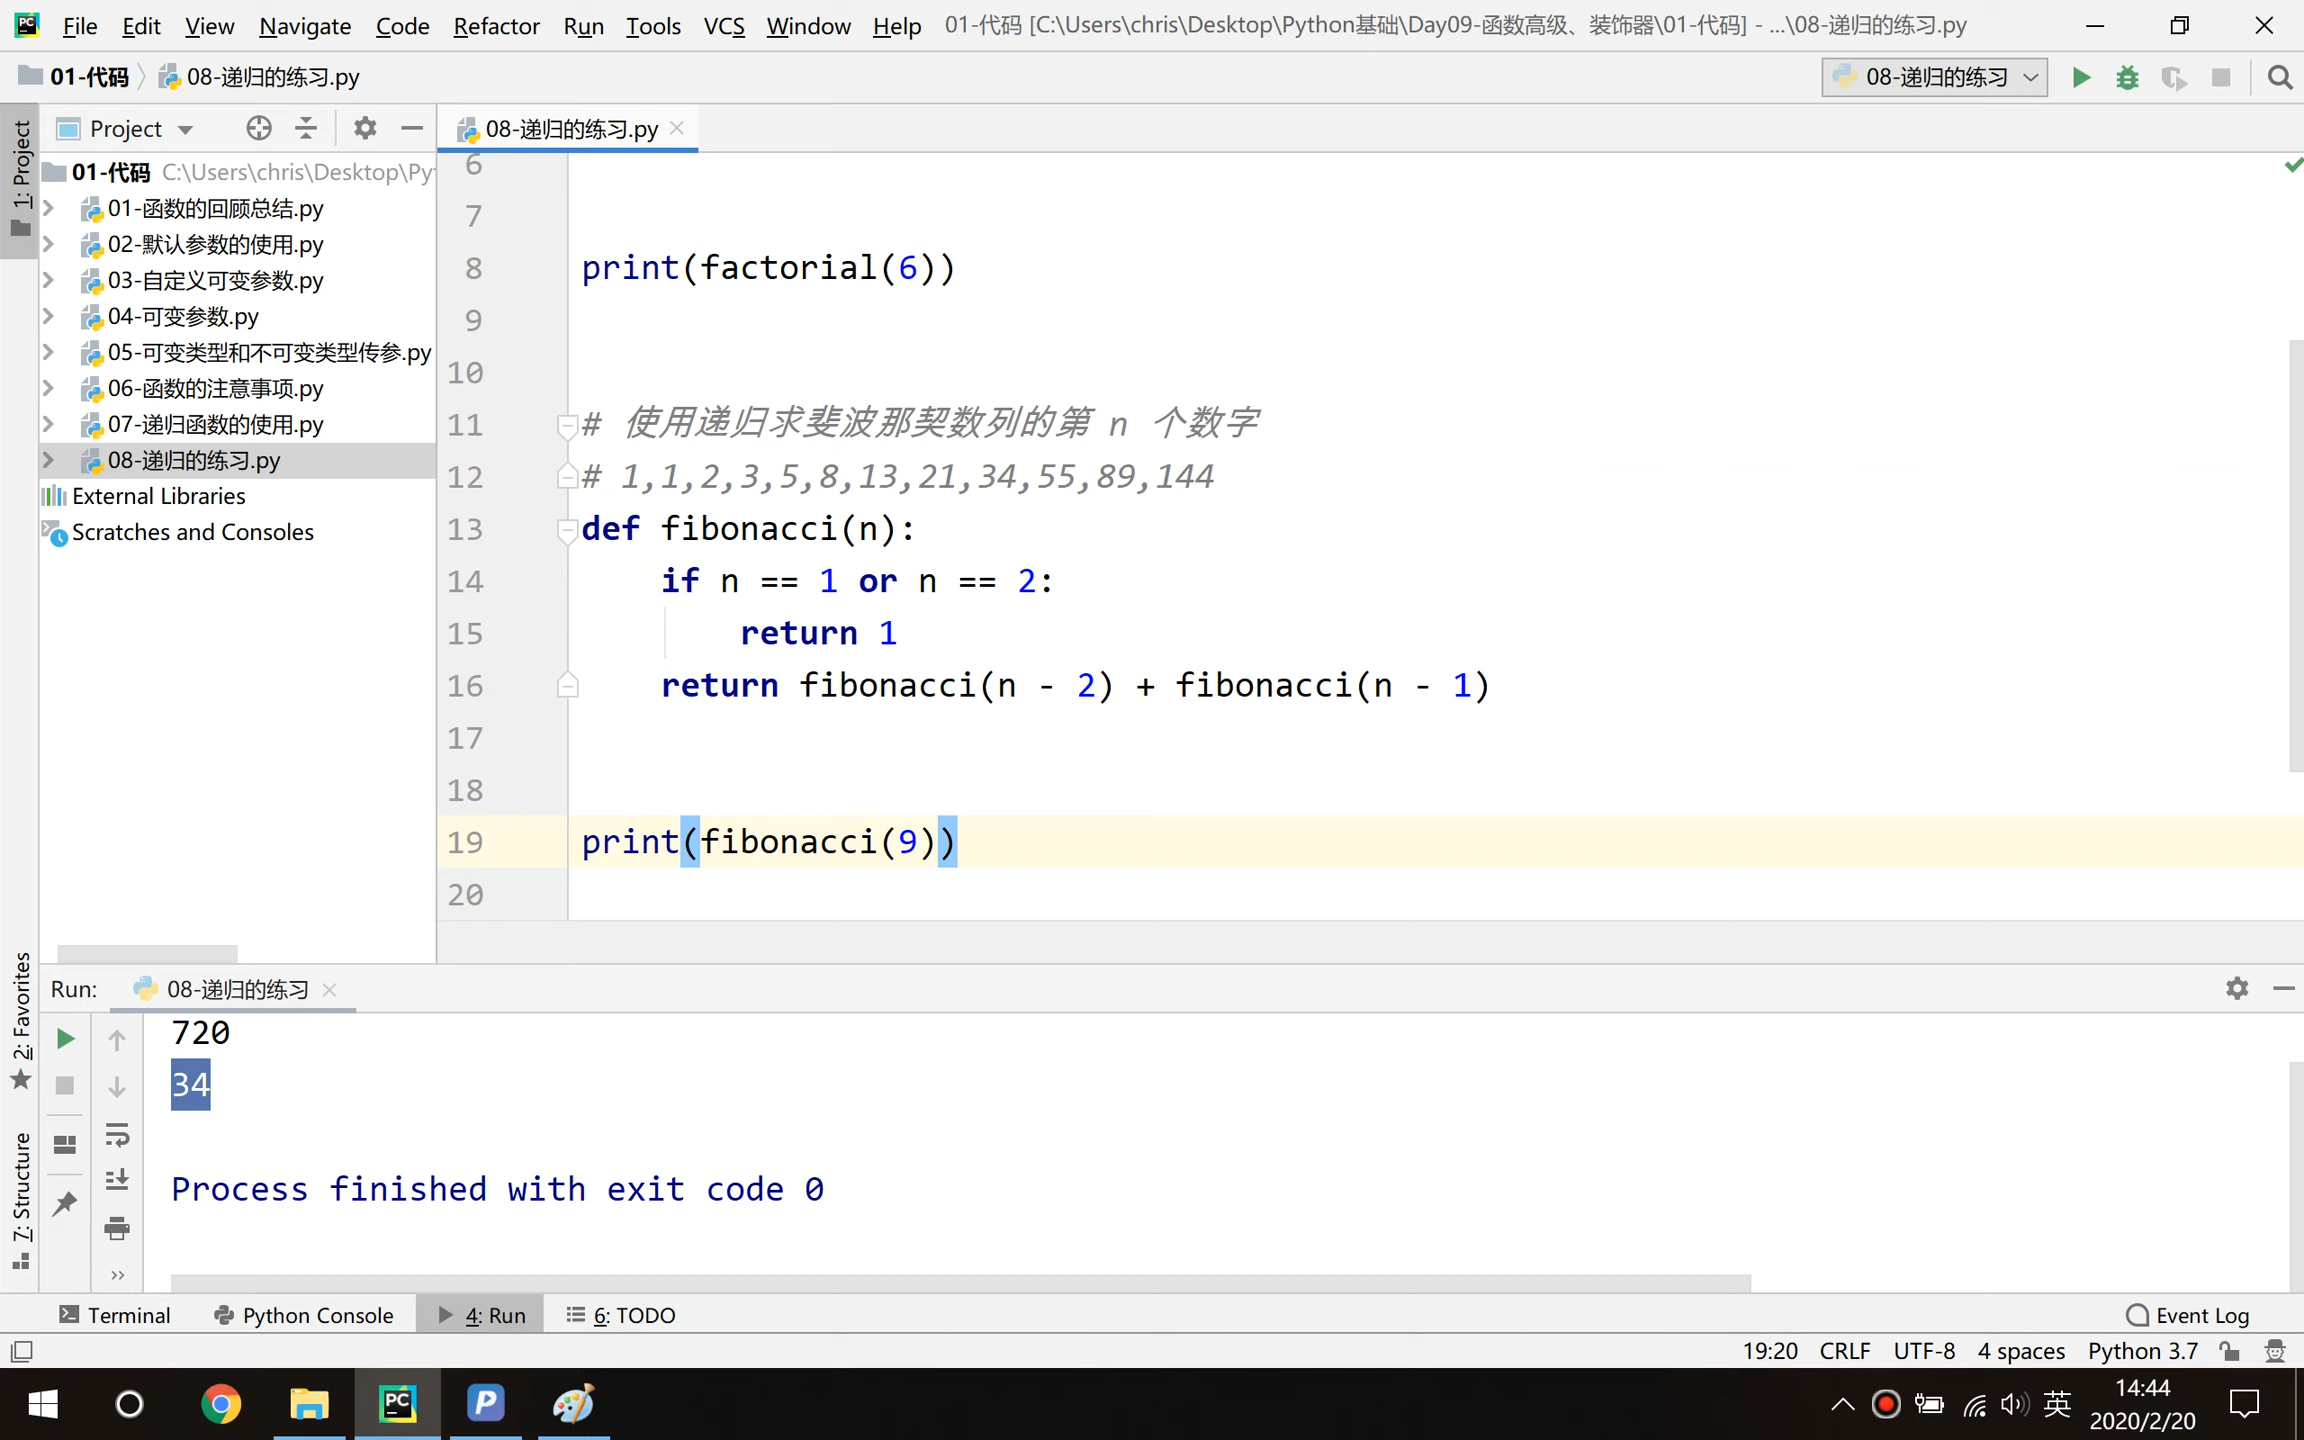 File Edit View Navigate Code Refactor Run Tools VCS Window Help 01-代码 [C:\Users\chris\Desktop\Python基础\Day09-函数高级、装饰器\01-代码] - ...\08-递归的练习.py
01-代码 08-递归的练习.py 08-递归的练习
1: Project
Project
08-递归的练习.py
01-代码 C:\Users\chris\Desktop\Py
01-函数的回顾总结.py
02-默认参数的使用.py
03-自定义可变参数.py
04-可变参数.py
05-可变类型和不可变类型传参.py
06-函数的注意事项.py
07-递归函数的使用.py
08-递归的练习.py
External Libraries
Scratches and Consoles
6
7
8 print(factorial(6))
9
10
11 # 使用递归求斐波那契数列的第 n 个数字
12 # 1,1,2,3,5,8,13,21,34,55,89,144
13 def fibonacci(n):
14 if n == 1 or n == 2:
15 return 1
16 return fibonacci(n - 2) + fibonacci(n - 1)
17
18
19 print(fibonacci(9))
20
2: Favorites
7: Structure
Run: 08-递归的练习
720
34
Process finished with exit code 0
Terminal Python Console 4: Run 6: TODO Event Log
19:20 CRLF UTF-8 4 spaces Python 3.7
英 14:44
2020/2/20